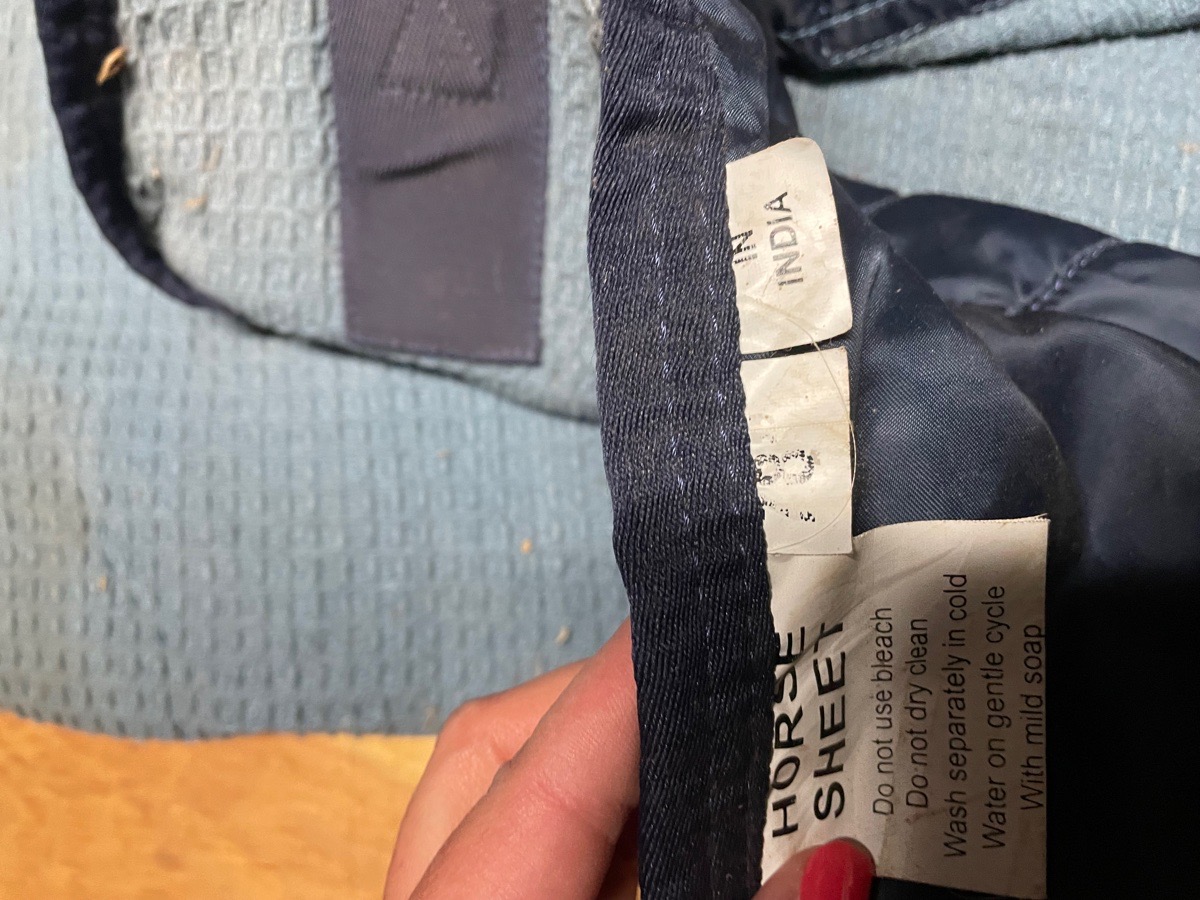 IN
INDIA
HORSE
SHEET
Do not use bleach
Do not dry clean
Wash separately in cold
Water on gentle cycle
With mild soap